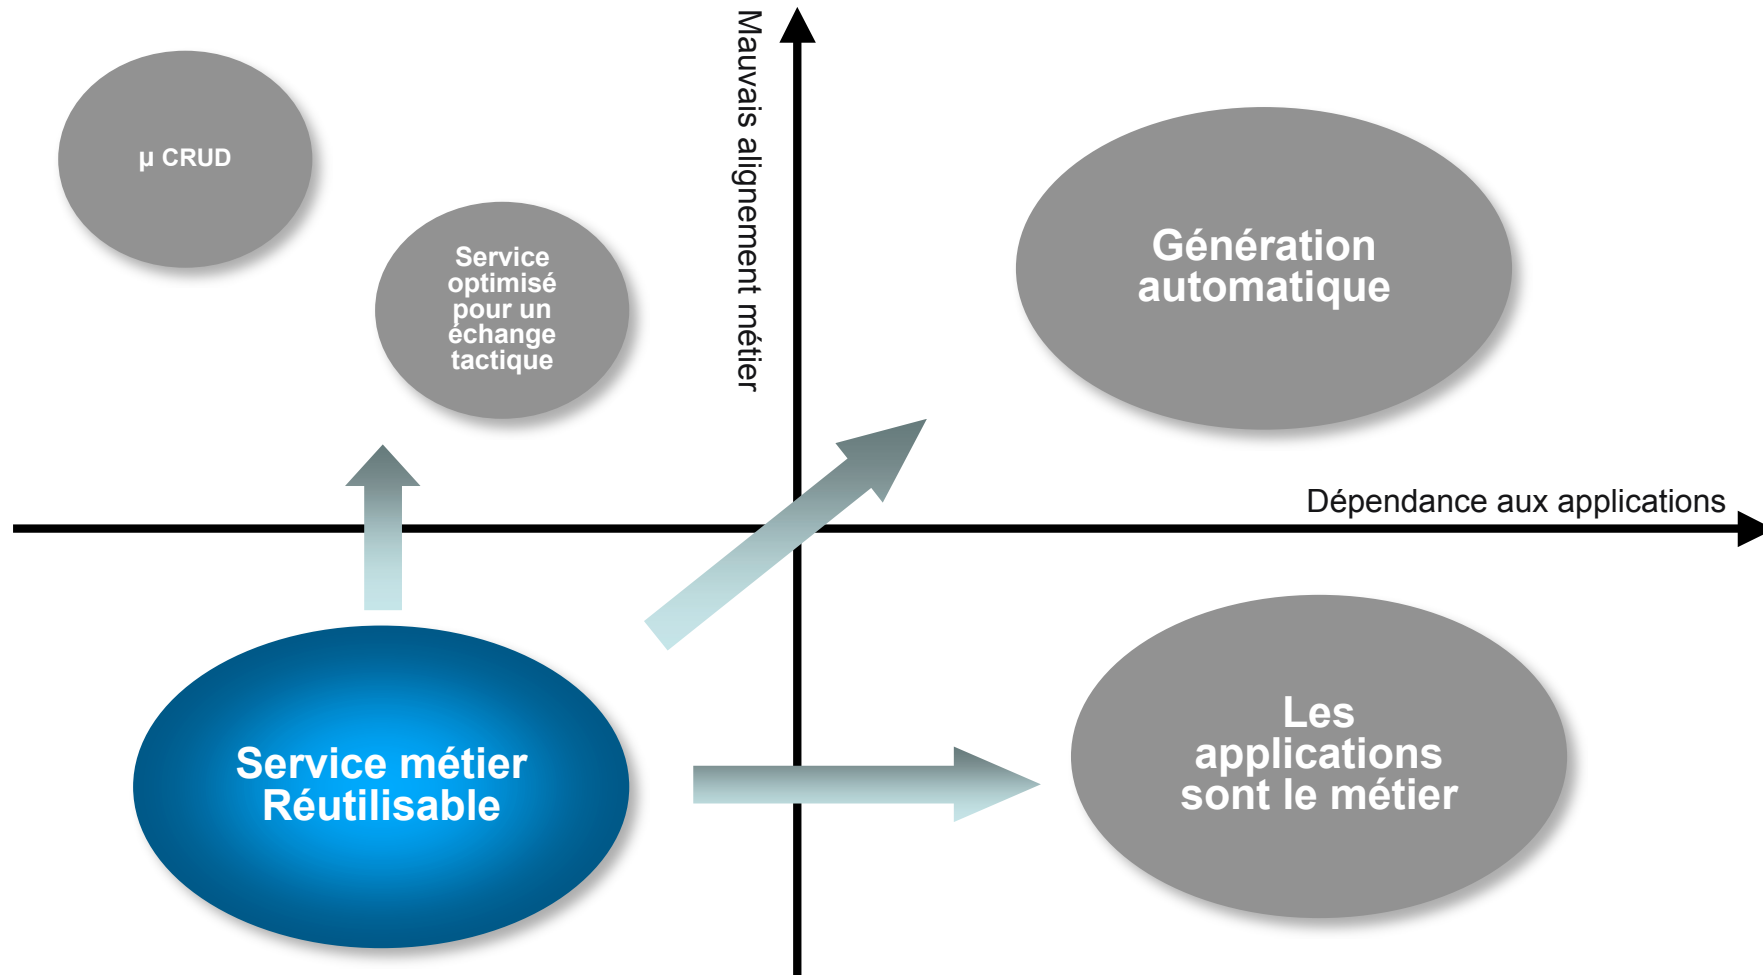 Mauvais alignement métier
µ CRUD
Service
optimisé
pour un
échange
tactique
Génération
automatique
Dépendance aux applications
Service métier
Réutilisable
Les
applications
sont le métier